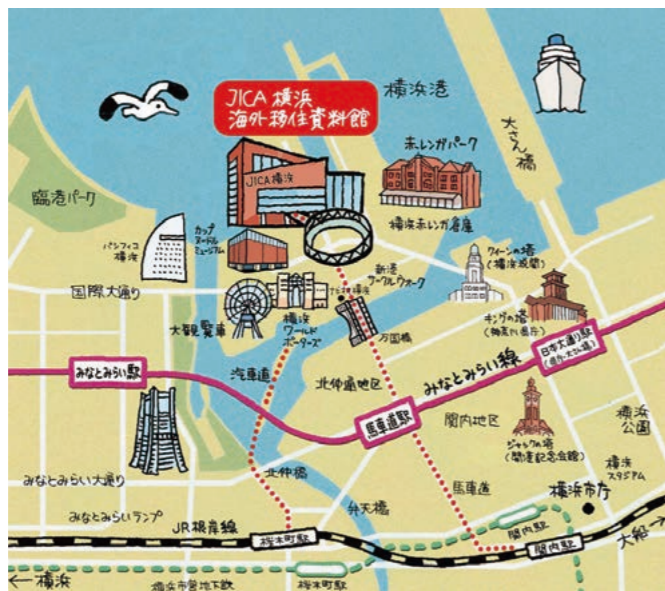 JICA 横浜
海外移住資料館
横浜港
大さん橋
赤レンガパーク
JICA横浜
横浜赤レンガ倉庫
臨港パーク
パシフィコ
横浜
カップ
ヌードル
ミュージアム
新港
サークルウォーク
クイーンの塔
(横浜税関)
国際大通り
大観覧車
横浜
ワールド
ポーターズ
万国橋
キングの塔
(神奈川県庁)
日本大通り駅
みなとみらい線
みなとみらい駅
汽車道
北仲通地区
馬車道駅
関内地区
ジャックの塔
(開港記念会館)
横浜
公園
横浜
スタジアム
みなとみらい大通り
北仲橋
馬車道
横浜市庁
みなとみらいランプ
弁天橋
JR根岸線
桜木町駅
関内駅
関内駅
大船→
←横浜
横浜市営地下鉄
桜木町駅